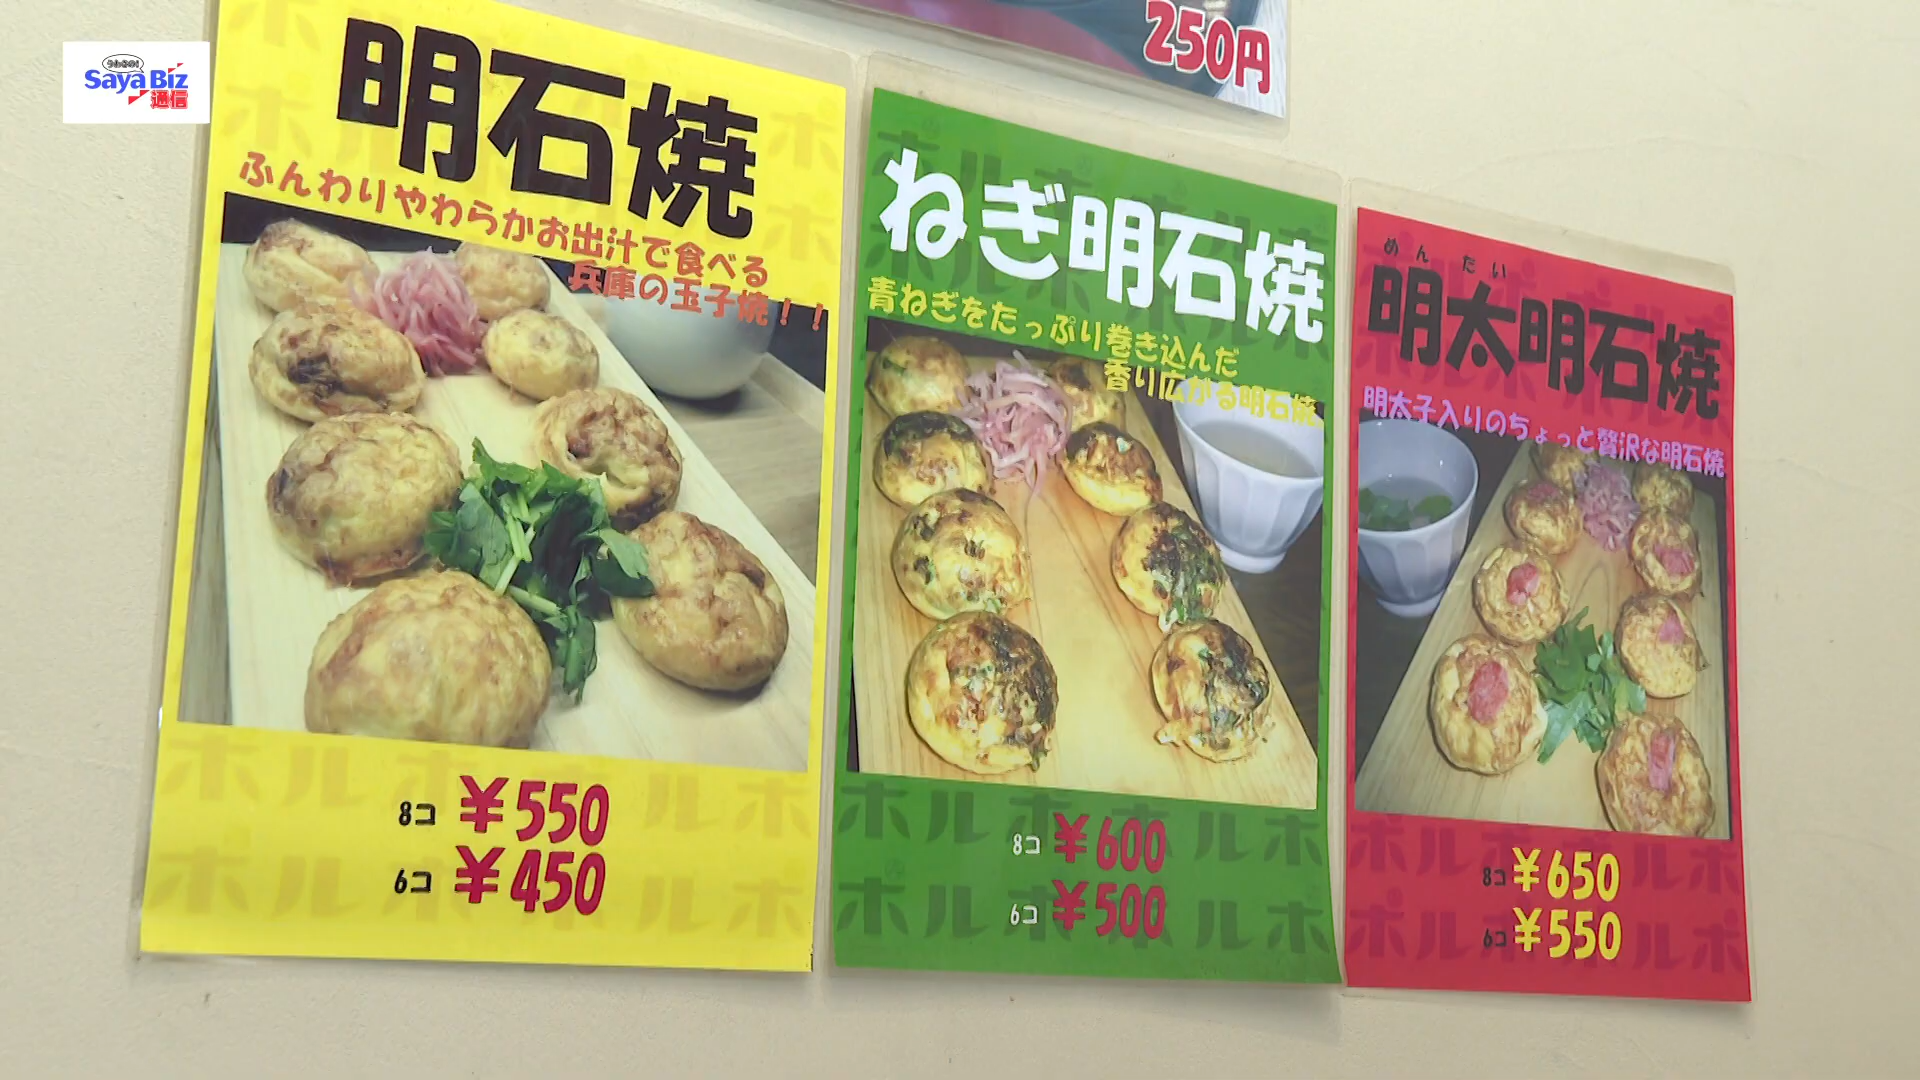 Saya Biz
通信
250円
明石焼
ふんわりやわらかお出汁で食べる
兵庫の玉子焼！！
8コ ¥550
6コ ¥450
ねぎ明石焼
青ねぎをたっぷり巻き込んだ
香り広がる明石焼
8コ ¥600
6コ ¥500
めんたい
明太明石焼
明太子入りのちょっと贅沢な明石焼
8コ ¥650
6コ ¥550